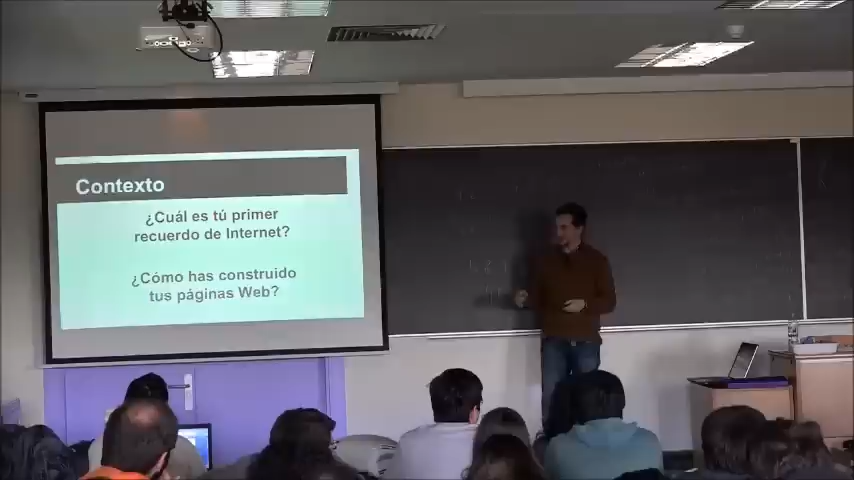 Contexto
¿Cuál es tú primer
recuerdo de Internet?
¿Cómo has construido
tus páginas Web?